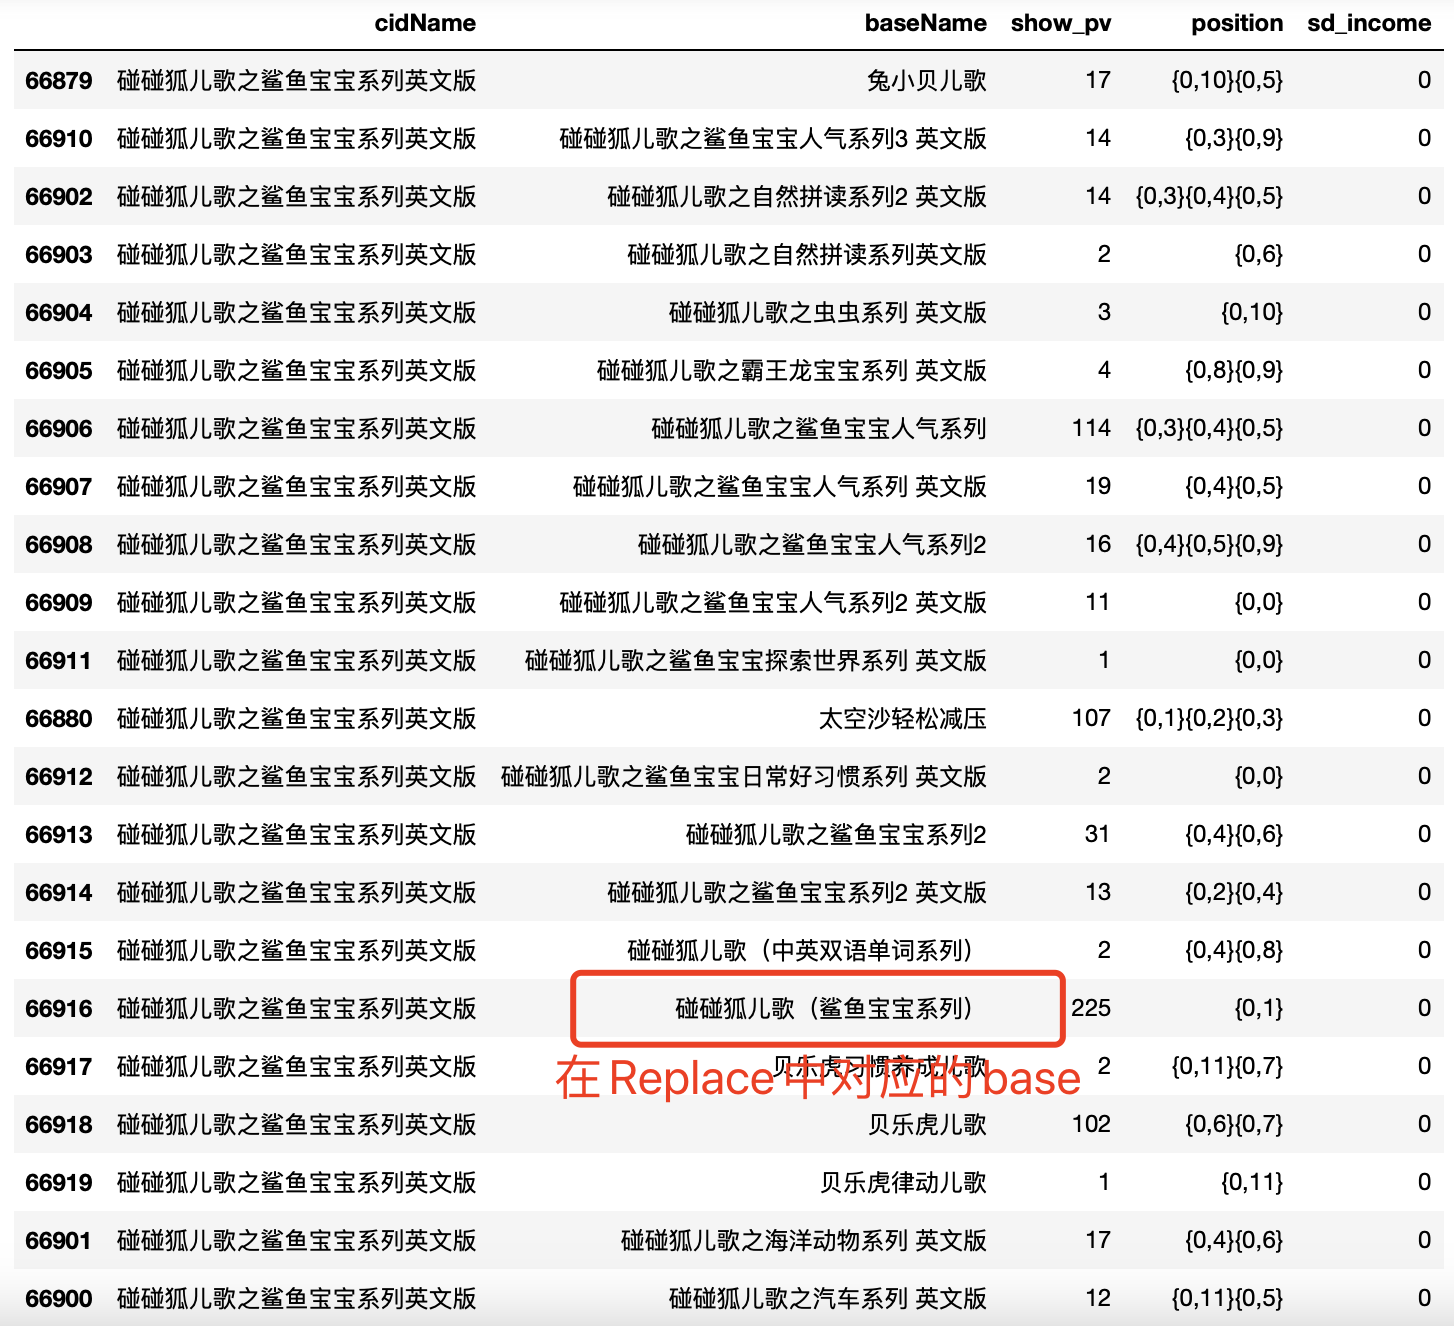 cidName baseName show_pv position sd_income
66879 碰碰狐儿歌之鲨鱼宝宝系列英文版 兔小贝儿歌 17 {0,10}{0,5} 0
66910 碰碰狐儿歌之鲨鱼宝宝系列英文版 碰碰狐儿歌之鲨鱼宝宝人气系列3 英文版 14 {0,3}{0,9} 0
66902 碰碰狐儿歌之鲨鱼宝宝系列英文版 碰碰狐儿歌之自然拼读系列2 英文版 14 {0,3}{0,4}{0,5} 0
66903 碰碰狐儿歌之鲨鱼宝宝系列英文版 碰碰狐儿歌之自然拼读系列英文版 2 {0,6} 0
66904 碰碰狐儿歌之鲨鱼宝宝系列英文版 碰碰狐儿歌之虫虫系列 英文版 3 {0,10} 0
66905 碰碰狐儿歌之鲨鱼宝宝系列英文版 碰碰狐儿歌之霸王龙宝宝系列 英文版 4 {0,8}{0,9} 0
66906 碰碰狐儿歌之鲨鱼宝宝系列英文版 碰碰狐儿歌之鲨鱼宝宝人气系列 114 {0,3}{0,4}{0,5} 0
66907 碰碰狐儿歌之鲨鱼宝宝系列英文版 碰碰狐儿歌之鲨鱼宝宝人气系列 英文版 19 {0,4}{0,5} 0
66908 碰碰狐儿歌之鲨鱼宝宝系列英文版 碰碰狐儿歌之鲨鱼宝宝人气系列2 16 {0,4}{0,5}{0,9} 0
66909 碰碰狐儿歌之鲨鱼宝宝系列英文版 碰碰狐儿歌之鲨鱼宝宝人气系列2 英文版 11 {0,0} 0
66911 碰碰狐儿歌之鲨鱼宝宝系列英文版 碰碰狐儿歌之鲨鱼宝宝探索世界系列 英文版 1 {0,0} 0
66880 碰碰狐儿歌之鲨鱼宝宝系列英文版 太空沙轻松减压 107 {0,1}{0,2}{0,3} 0
66912 碰碰狐儿歌之鲨鱼宝宝系列英文版 碰碰狐儿歌之鲨鱼宝宝日常好习惯系列 英文版 2 {0,0} 0
66913 碰碰狐儿歌之鲨鱼宝宝系列英文版 碰碰狐儿歌之鲨鱼宝宝系列2 31 {0,4}{0,6} 0
66914 碰碰狐儿歌之鲨鱼宝宝系列英文版 碰碰狐儿歌之鲨鱼宝宝系列2 英文版 13 {0,2}{0,4} 0
66915 碰碰狐儿歌之鲨鱼宝宝系列英文版 碰碰狐儿歌（中英双语单词系列） 2 {0,4}{0,8} 0
66916 碰碰狐儿歌之鲨鱼宝宝系列英文版 碰碰狐儿歌（鲨鱼宝宝系列） 225 {0,1} 0
66917 碰碰狐儿歌之鲨鱼宝宝系列英文版 贝乐虎习惯养成儿歌 2 {0,11}{0,7} 0
在Replace中对应的base
66918 碰碰狐儿歌之鲨鱼宝宝系列英文版 贝乐虎儿歌 102 {0,6}{0,7} 0
66919 碰碰狐儿歌之鲨鱼宝宝系列英文版 贝乐虎律动儿歌 1 {0,11} 0
66901 碰碰狐儿歌之鲨鱼宝宝系列英文版 碰碰狐儿歌之海洋动物系列 英文版 17 {0,4}{0,6} 0
66900 碰碰狐儿歌之鲨鱼宝宝系列英文版 碰碰狐儿歌之汽车系列 英文版 12 {0,11}{0,5} 0